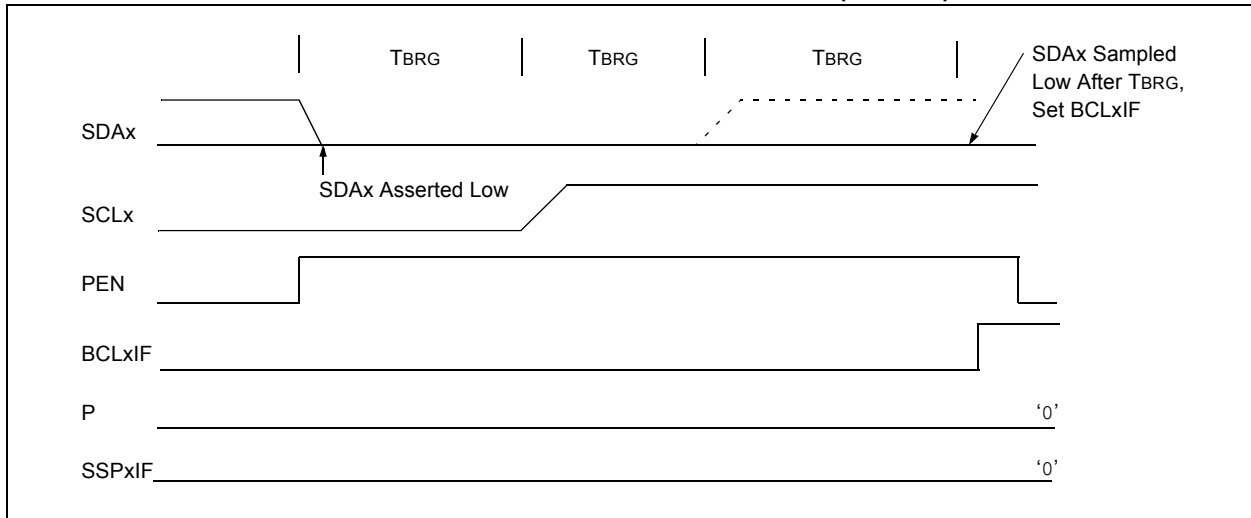 TBRG TBRG TBRG
SDAx Sampled
Low After TBRG,
Set BCLxIF
SDAx
SDAx Asserted Low
SCLx
PEN
BCLxIF
P ‘0’
SSPxIF ‘0’